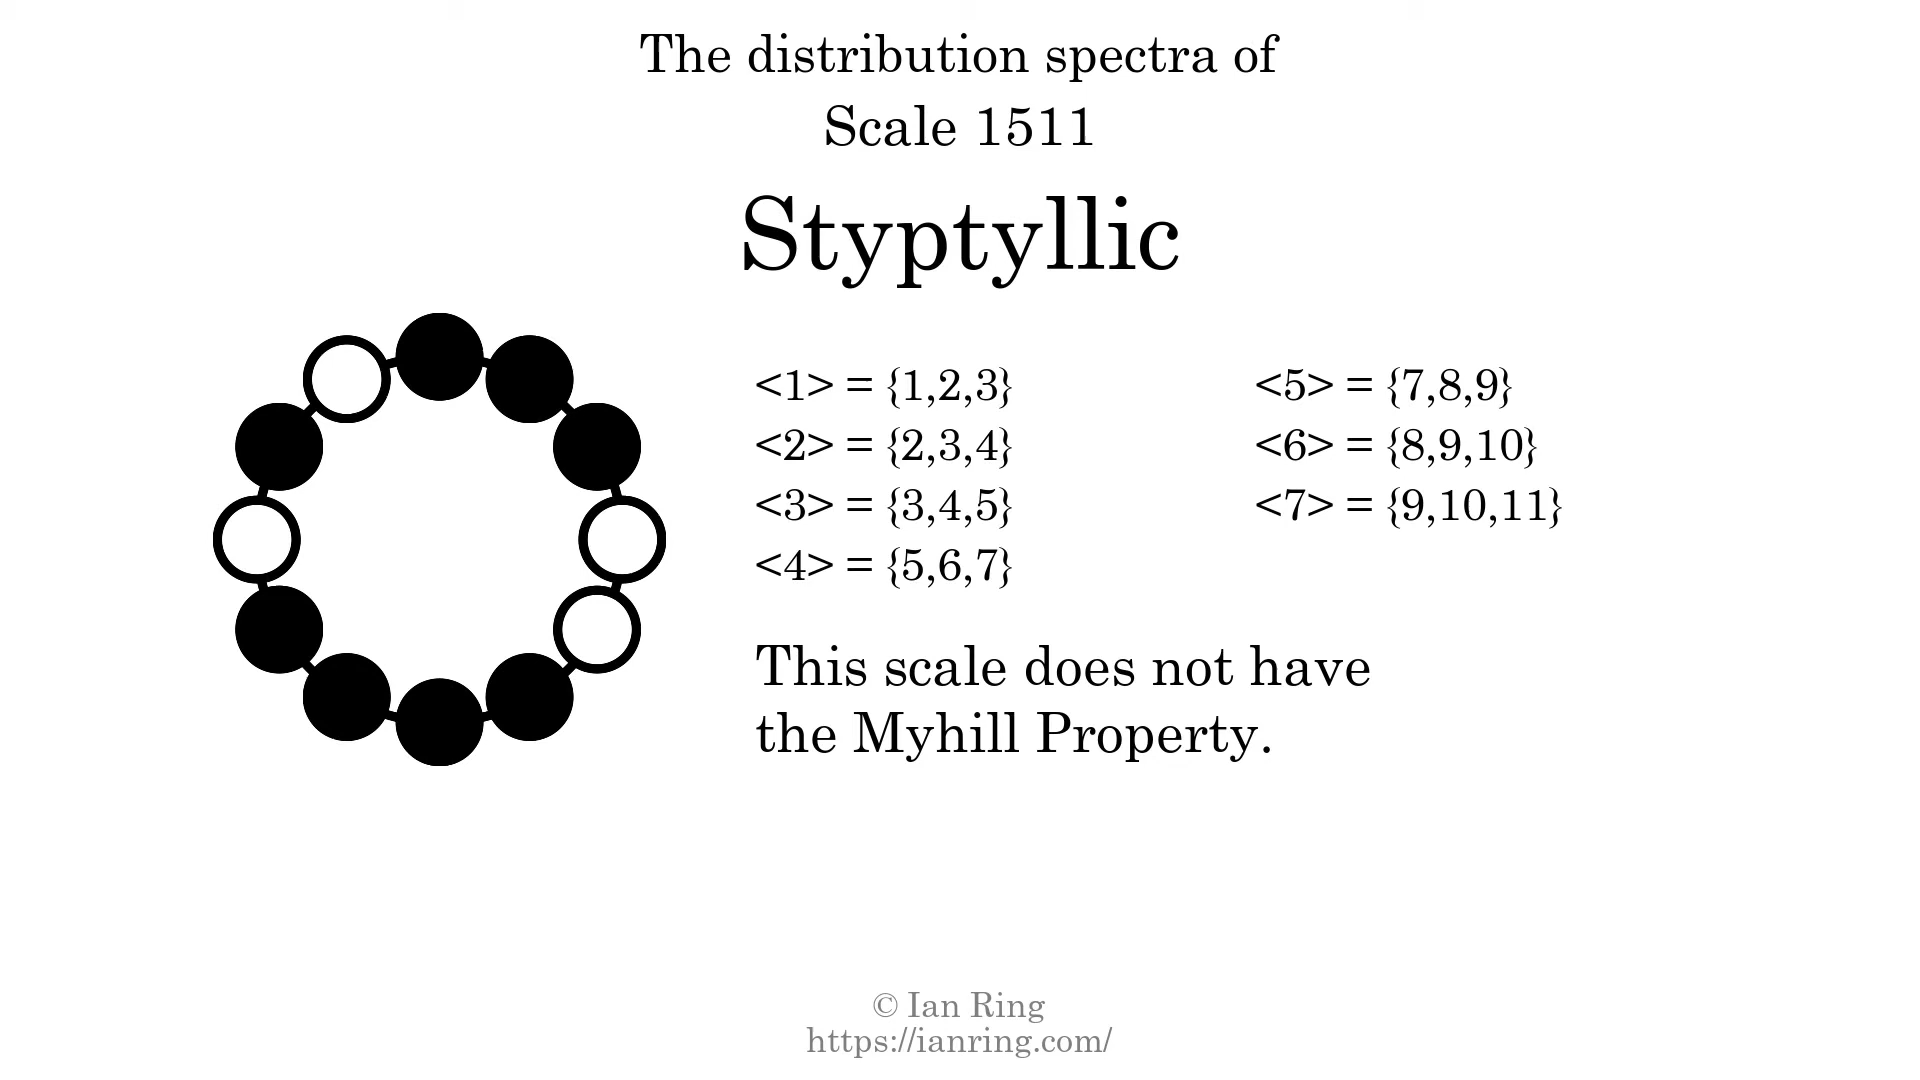 The distribution spectra of
Scale 1511
Styptyllic
<1> = {1,2,3}
<2> = {2,3,4}
<3> = {3,4,5}
<4> = {5,6,7}
<5> = {7,8,9}
<6> = {8,9,10}
<7> = {9,10,11}
This scale does not have
the Myhill Property.
© Ian Ring
https://ianring.com/